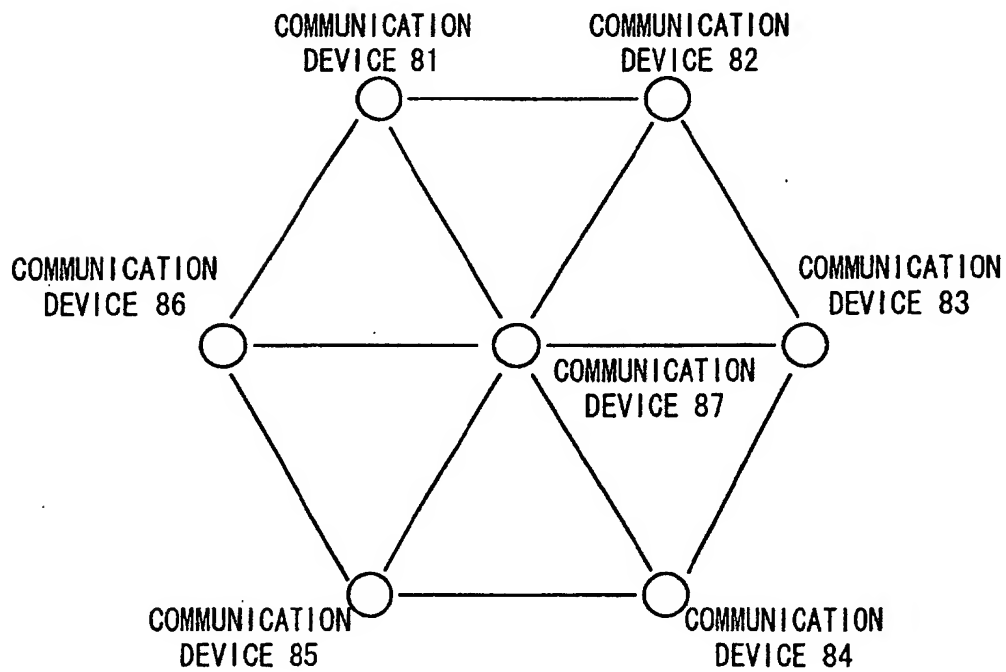 COMMUNICATION
DEVICE 81
COMMUNICATION
DEVICE 82
COMMUNICATION
DEVICE 86
COMMUNICATION
DEVICE 83
COMMUNICATION
DEVICE 87
COMMUNICATION
DEVICE 85
COMMUNICATION
DEVICE 84